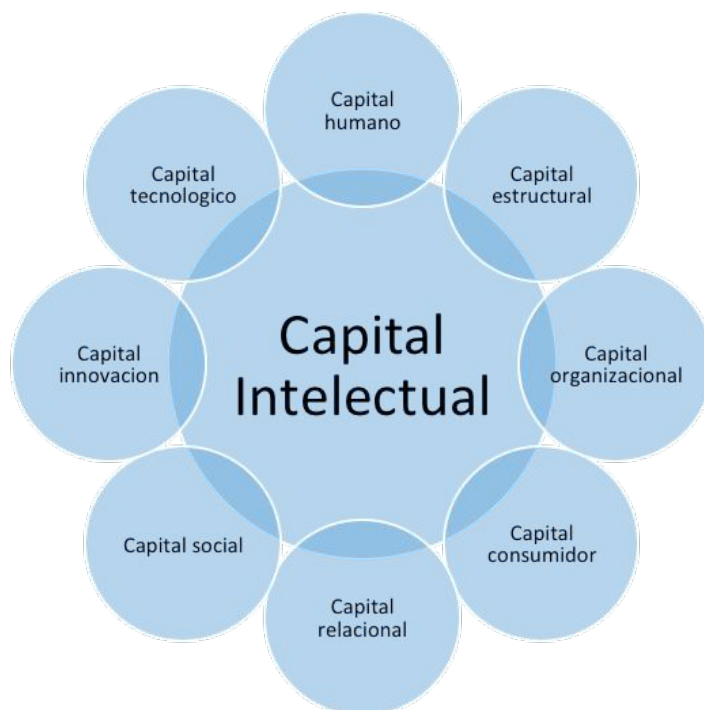 Capital
humano
Capital
estructural
Capital
organizacional
Capital
consumidor
Capital
relacional
Capital social
Capital
innovacion
Capital
tecnologico
Capital
Intelectual